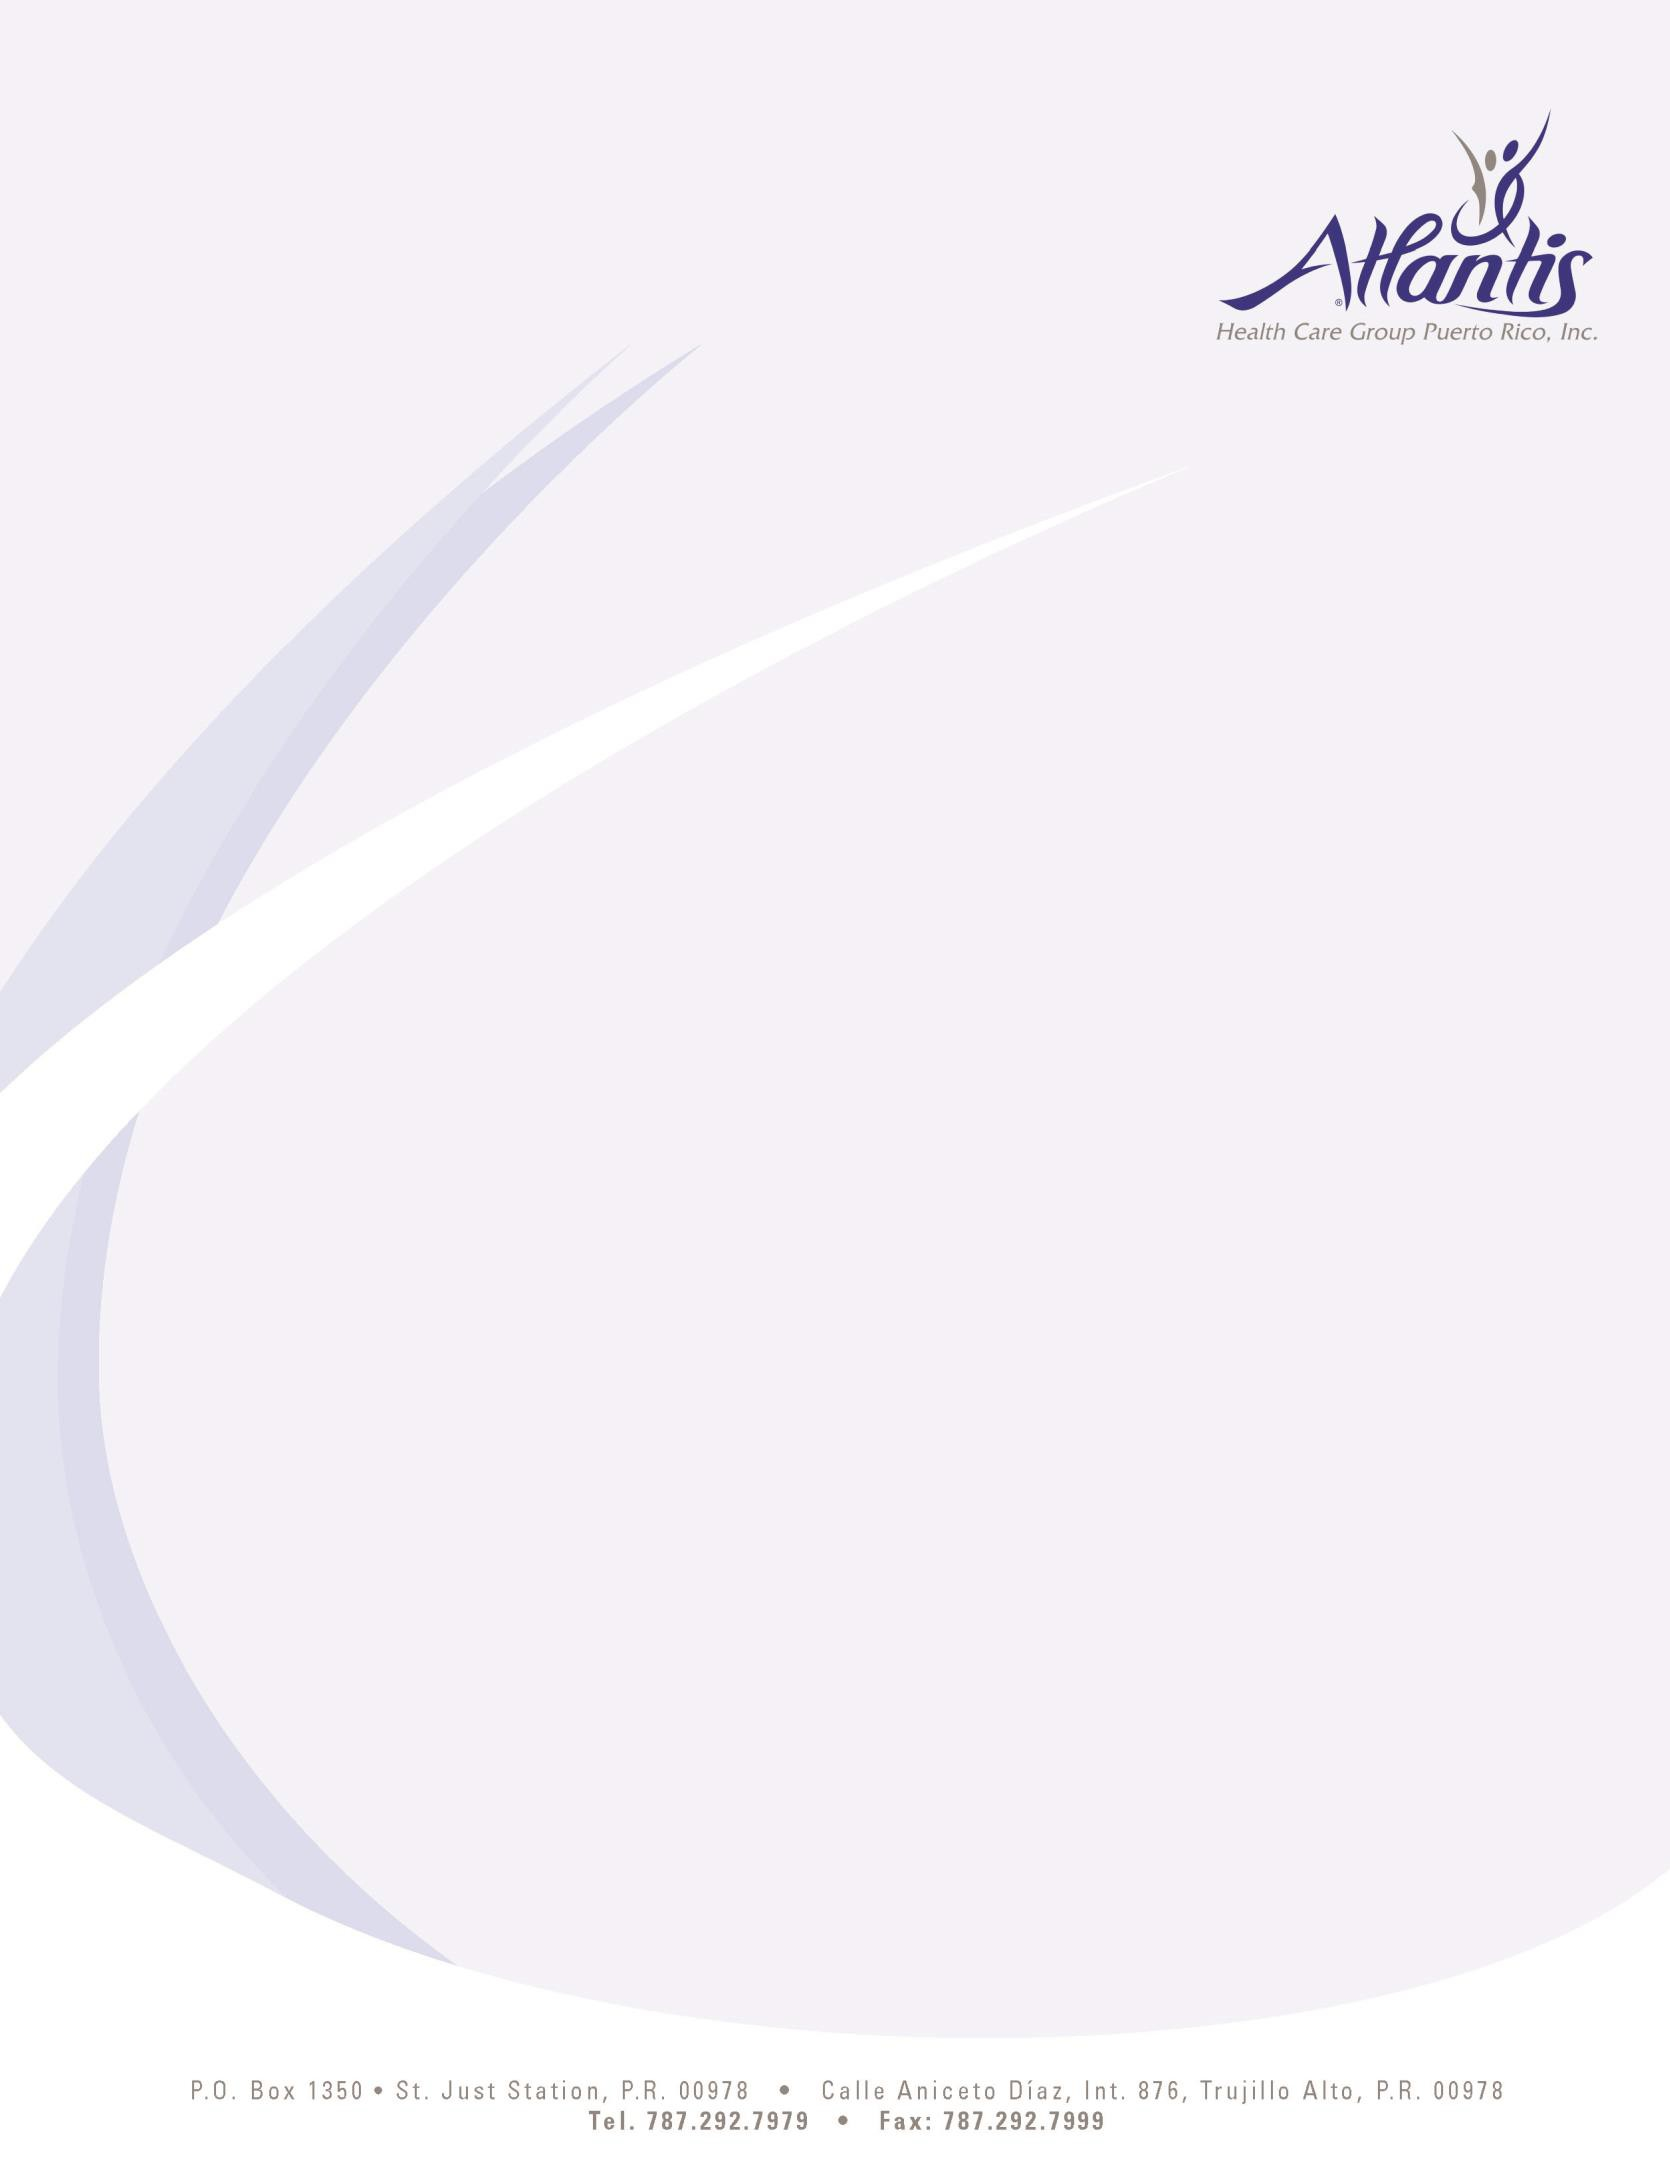 Atlantis®
Health Care Group Puerto Rico, Inc.
P.O. Box 1350 • St. Just Station, P.R. 00978 • Calle Aniceto Díaz, Int. 876, Trujillo Alto, P.R. 00978
Tel. 787.292.7979 • Fax: 787.292.7999